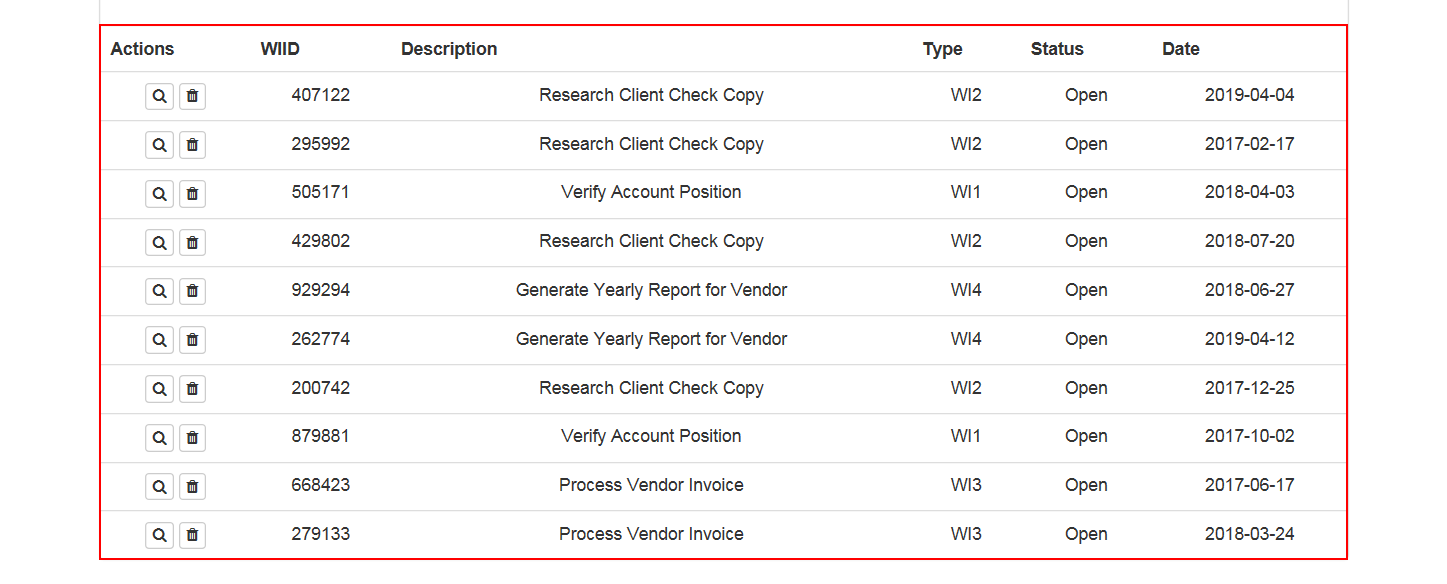 Actions WIID Description Type Status Date
407122 Research Client Check Copy WI2 Open 2019-04-04
295992 Research Client Check Copy WI2 Open 2017-02-17
505171 Verify Account Position WI1 Open 2018-04-03
429802 Research Client Check Copy WI2 Open 2018-07-20
929294 Generate Yearly Report for Vendor WI4 Open 2018-06-27
262774 Generate Yearly Report for Vendor WI4 Open 2019-04-12
200742 Research Client Check Copy WI2 Open 2017-12-25
879881 Verify Account Position WI1 Open 2017-10-02
668423 Process Vendor Invoice WI3 Open 2017-06-17
279133 Process Vendor Invoice WI3 Open 2018-03-24